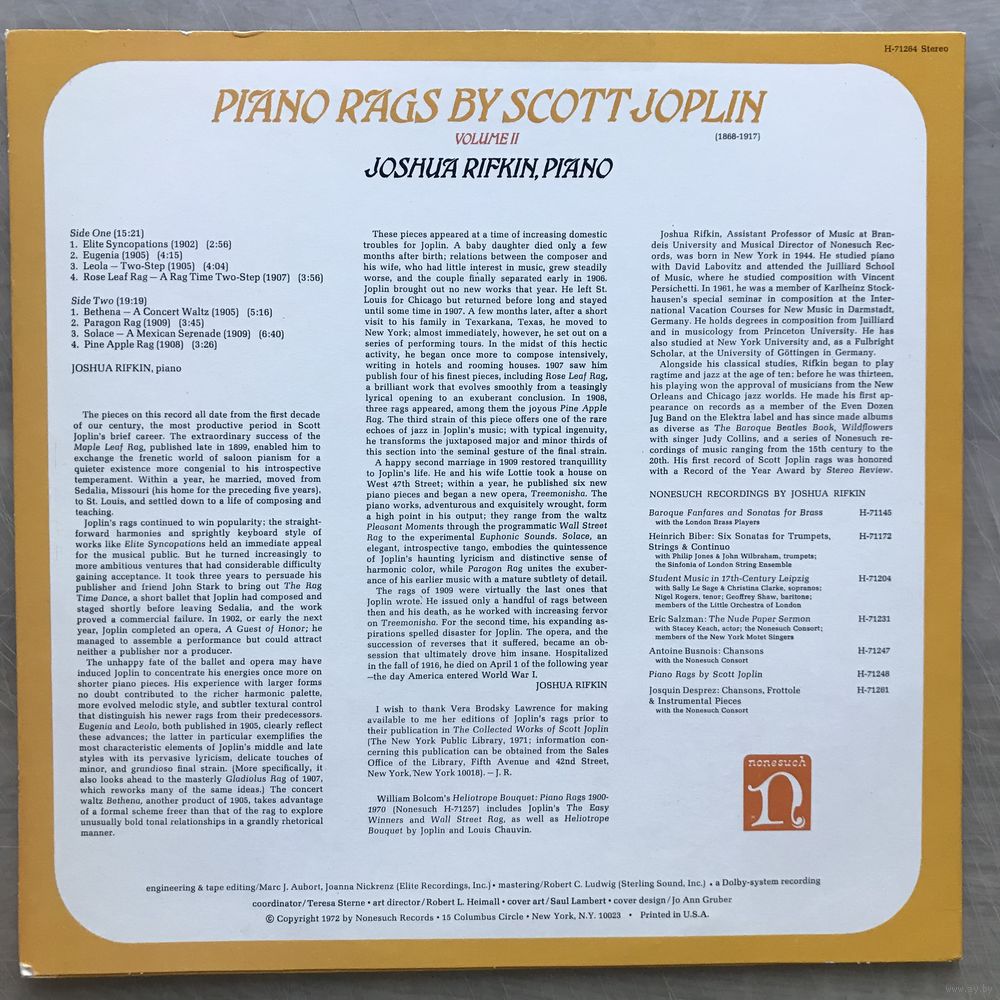 H-71264 Stereo
PIANO RAGS BY SCOTT JOPLIN
(1868-1917)
VOLUME II
JOSHUA RIFKIN, PIANO
Side One (15:21)
1. Elite Syncopations (1902) (2:56)
2. Eugenia (1905) (4:15)
3. Leola — Two-Step (1905) (4:04)
4. Rose Leaf Rag — A Rag Time Two-Step (1907) (3:56)
Side Two (19:19)
1. Bethena — A Concert Waltz (1905) (5:16)
2. Paragon Rag (1909) (3:45)
3. Solace — A Mexican Serenade (1909) (6:40)
4. Pine Apple Rag (1908) (3:26)
JOSHUA RIFKIN, piano
The pieces on this record all date from the first decade
of our century, the most productive period in Scott
Joplin's brief career. The extraordinary success of the
Maple Leaf Rag, published late in 1899, enabled him to
exchange the frenetic world of saloon pianism for a
quieter existence more congenial to his introspective
temperament. Within a year, he married, moved from
Sedalia, Missouri (his home for the preceding five years),
to St. Louis, and settled down to a life of composing and
teaching.
Joplin's rags continued to win popularity; the straight-
forward harmonies and sprightly keyboard style of
works like Elite Syncopations held an immediate appeal
for the musical public. But he turned increasingly to
more ambitious ventures that had considerable difficulty
gaining acceptance. It took three years to persuade his
publisher and friend John Stark to bring out The Rag
Time Dance, a short ballet that Joplin had composed and
staged shortly before leaving Sedalia, and the work
proved a commercial failure. In 1902, or early the next
year, Joplin completed an opera, A Guest of Honor; he
managed to assemble a performance but could attract
neither a publisher nor a producer.
The unhappy fate of the ballet and opera may have
induced Joplin to concentrate his energies once more on
shorter piano pieces. His experience with larger forms
no doubt contributed to the richer harmonic palette,
more evolved melodic style, and subtler textural control
that distinguish his newer rags from their predecessors.
Eugenia and Leola, both published in 1905, clearly reflect
these advances; the latter in particular exemplifies the
most characteristic elements of Joplin's middle and late
styles with its pervasive lyricism, delicate touches of
minor, and grandioso final strain. (More specifically, it
also looks ahead to the masterly Gladiolus Rag of 1907,
which reworks many of the same ideas.) The concert
waltz Bethena, another product of 1905, takes advantage
of a formal scheme freer than that of the rag to explore
unusually bold tonal relationships in a grandly rhetorical
manner.
These pieces appeared at a time of increasing domestic
troubles for Joplin. A baby daughter died only a few
months after birth; relations between the composer and
his wife, who had little interest in music, grew steadily
worse, and the couple finally separated early in 1906.
Joplin brought out no new works that year. He left St.
Louis for Chicago but returned before long and stayed
until some time in 1907. A few months later, after a short
visit to his family in Texarkana, Texas, he moved to
New York; almost immediately, however, he set out on a
series of performing tours. In the midst of this hectic
activity, he began once more to compose intensively,
writing in hotels and rooming houses. 1907 saw him
publish four of his finest pieces, including Rose Leaf Rag,
a brilliant work that evolves smoothly from a teasingly
lyrical opening to an exuberant conclusion. In 1908,
three rags appeared, among them the joyous Pine Apple
Rag. The third strain of this piece offers one of the rare
echoes of jazz in Joplin's music; with typical ingenuity,
he transforms the juxtaposed major and minor thirds of
this section into the seminal gesture of the final strain.
A happy second marriage in 1909 restored tranquillity
to Joplin's life. He and his wife Lottie took a house on
West 47th Street; within a year, he published six new
piano pieces and began a new opera, Treemonisha. The
piano works, adventurous and exquisitely wrought, form
a high point in his output; they range from the waltz
Pleasant Moments through the programmatic Wall Street
Rag to the experimental Euphonic Sounds. Solace, an
elegant, introspective tango, embodies the quintessence
of Joplin's haunting lyricism and distinctive sense of
harmonic color, while Paragon Rag unites the exuber-
ance of his earlier music with a mature subtlety of detail.
The rags of 1909 were virtually the last ones that
Joplin wrote. He issued only a handful of rags between
then and his death, as he worked with increasing fervor
on Treemonisha. For the second time, his expanding as-
pirations spelled disaster for Joplin. The opera, and the
succession of reverses that it suffered, became an ob-
session that ultimately drove him insane. Hospitalized
in the fall of 1916, he died on April 1 of the following year
—the day America entered World War I.
JOSHUA RIFKIN
I wish to thank Vera Brodsky Lawrence for making
available to me her editions of Joplin's rags prior to
their publication in The Collected Works of Scott Joplin
(The New York Public Library, 1971; information con-
cerning this publication can be obtained from the Sales
Office of the Library, Fifth Avenue and 42nd Street,
New York, New York 10018). — J. R.
William Bolcom's Heliotrope Bouquet: Piano Rags 1900-
1970 (Nonesuch H-71257) includes Joplin's The Easy
Winners and Wall Street Rag, as well as Heliotrope
Bouquet by Joplin and Louis Chauvin.
Joshua Rifkin, Assistant Professor of Music at Bran-
deis University and Musical Director of Nonesuch Rec-
ords, was born in New York in 1944. He studied piano
with David Labovitz and attended the Juilliard School
of Music, where he studied composition with Vincent
Persichetti. In 1961, he was a member of Karlheinz Stock-
hausen's special seminar in composition at the Inter-
national Vacation Courses for New Music in Darmstadt,
Germany. He holds degrees in composition from Juilliard
and in musicology from Princeton University. He has
also studied at New York University and, as a Fulbright
Scholar, at the University of Göttingen in Germany.
Alongside his classical studies, Rifkin began to play
ragtime and jazz at the age of ten; before he was thirteen,
his playing won the approval of musicians from the New
Orleans and Chicago jazz worlds. He made his first ap-
pearance on records as a member of the Even Dozen
Jug Band on the Elektra label and has since made albums
as diverse as The Baroque Beatles Book, Wildflowers
with singer Judy Collins, and a series of Nonesuch re-
cordings of music ranging from the 15th century to the
20th. His first record of Scott Joplin rags was honored
with a Record of the Year Award by Stereo Review.
NONESUCH RECORDINGS BY JOSHUA RIFKIN
Baroque Fanfares and Sonatas for Brass H-71145
with the London Brass Players
Heinrich Biber: Six Sonatas for Trumpets, H-71172
Strings & Continuo
with Philip Jones & John Wilbraham, trumpets;
the Sinfonia of London String Ensemble
Student Music in 17th-Century Leipzig H-71204
with Sally Le Sage & Christina Clarke, sopranos;
Nigel Rogers, tenor; Geoffrey Shaw, baritone;
members of the Little Orchestra of London
Eric Salzman: The Nude Paper Sermon H-71231
with Stacey Keach, actor; the Nonesuch Consort;
members of the New York Motet Singers
Antoine Busnois: Chansons H-71247
with the Nonesuch Consort
Piano Rags by Scott Joplin H-71248
Josquin Desprez: Chansons, Frottole H-71261
& Instrumental Pieces
with the Nonesuch Consort
nonesuch
n
engineering & tape editing/Marc J. Aubort, Joanna Nickrenz (Elite Recordings, Inc.) • mastering/Robert C. Ludwig (Sterling Sound, Inc.) • a Dolby-system recording
coordinator/Teresa Sterne • art director/Robert L. Heimall • cover art/Saul Lambert • cover design/Jo Ann Gruber
© Copyright 1972 by Nonesuch Records • 15 Columbus Circle • New York, N.Y. 10023 • Printed in U.S.A.
www.ay.by